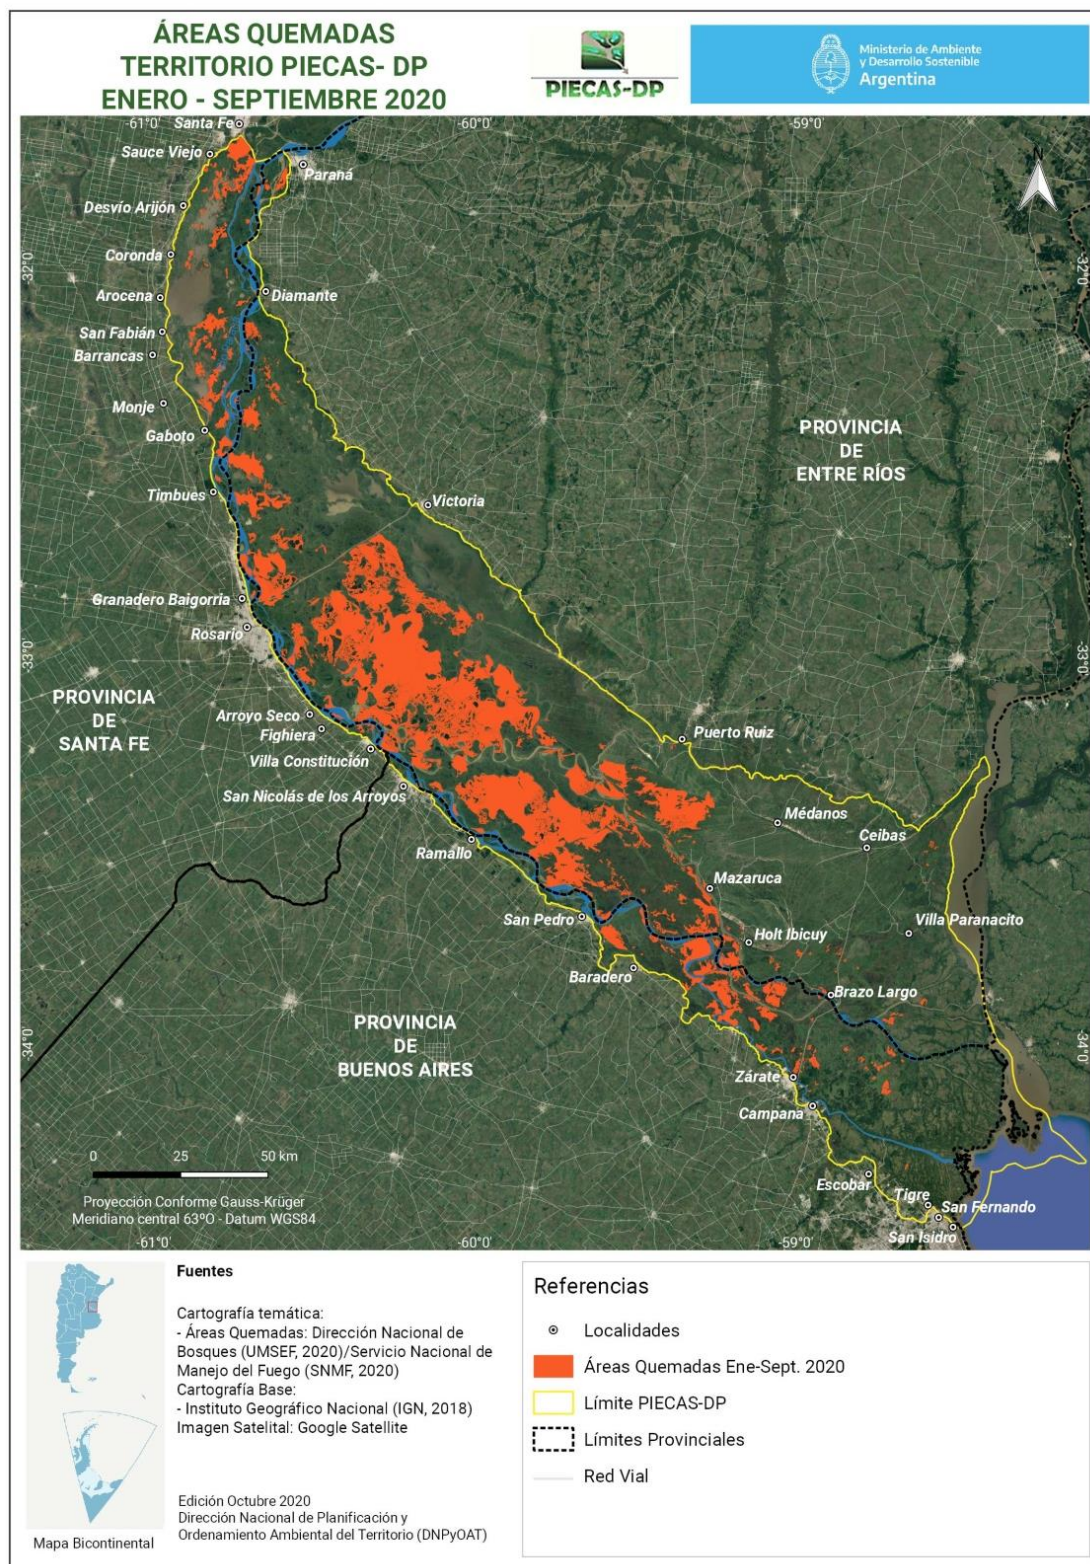 ÁREAS QUEMADAS
TERRITORIO PIECAS- DP
ENERO - SEPTIEMBRE 2020
PIECAS-DP
Ministerio de Ambiente
y Desarrollo Sostenible
Argentina
-61°0'
-60°0'
-59°0'
Santa Fe
Sauce Viejo
Paraná
N
Desvío Arijón
Coronda
-32°0'
-32°0'
Arocena
Diamante
San Fabián
Barrancas
Monje
Gaboto
PROVINCIA
DE
ENTRE RÍOS
Timbues
Victoria
Granadero Baigorria
Rosario
-33°0'
-33°0'
PROVINCIA
DE
SANTA FE
Arroyo Seco
Fighiera
Villa Constitución
Puerto Ruiz
San Nicolás de los Arroyos
Médanos
Ceibas
Ramallo
Mazaruca
San Pedro
Villa Paranacito
Holt Ibicuy
Baradero
Brazo Largo
PROVINCIA
DE
BUENOS AIRES
-34°0'
-34°0'
Zárate
Campana
0 25 50 km
Escobar
Tigre
San Fernando
San Isidro
Proyección Conforme Gauss-Krüger
Meridiano central 63ºO - Datum WGS84
-61°0'
-60°0'
-59°0'
Fuentes
Cartografía temática:
- Áreas Quemadas: Dirección Nacional de
Bosques (UMSEF, 2020)/Servicio Nacional de
Manejo del Fuego (SNMF, 2020)
Cartografía Base:
- Instituto Geográfico Nacional (IGN, 2018)
Imagen Satelital: Google Satellite
Edición Octubre 2020
Dirección Nacional de Planificación y
Ordenamiento Ambiental del Territorio (DNPyOAT)
Mapa Bicontinental
Referencias
Localidades
Áreas Quemadas Ene-Sept. 2020
Límite PIECAS-DP
Límites Provinciales
Red Vial